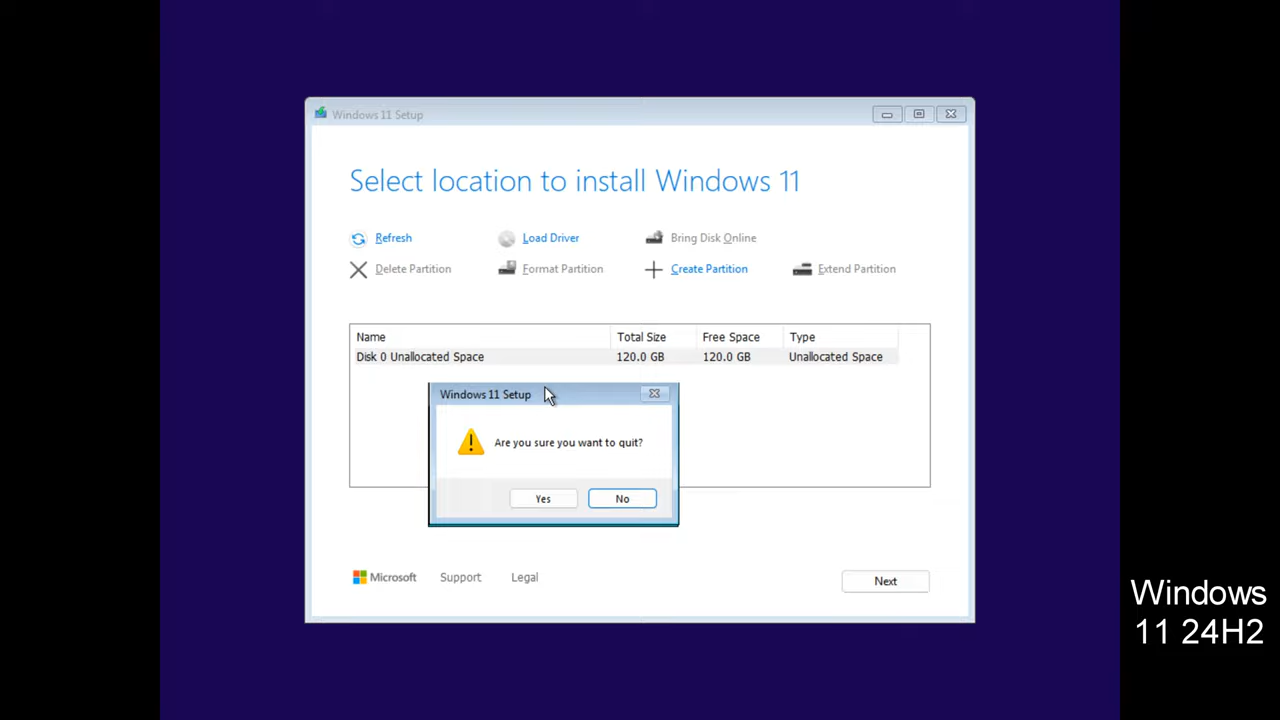 Windows 11 Setup
Select location to install Windows 11
Refresh Load Driver Bring Disk Online
Delete Partition Format Partition Create Partition Extend Partition
Name Total Size Free Space Type
Disk 0 Unallocated Space 120.0 GB 120.0 GB Unallocated Space
Windows 11 Setup
Are you sure you want to quit?
Yes No
Microsoft Support Legal Next
Windows
11 24H2